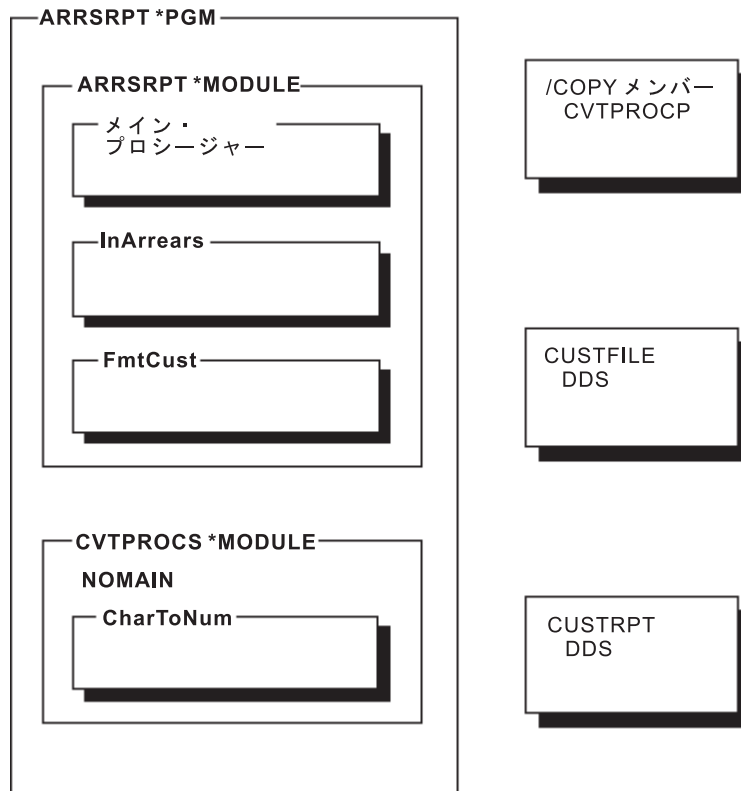 ARRSRPT *PGM
ARRSRPT *MODULE
メイン・
プロシージャー
InArrears
FmtCust
CVTPROCS *MODULE
NOMAIN
CharToNum
/COPY メンバー
CVTPROCP
CUSTFILE
DDS
CUSTRPT
DDS